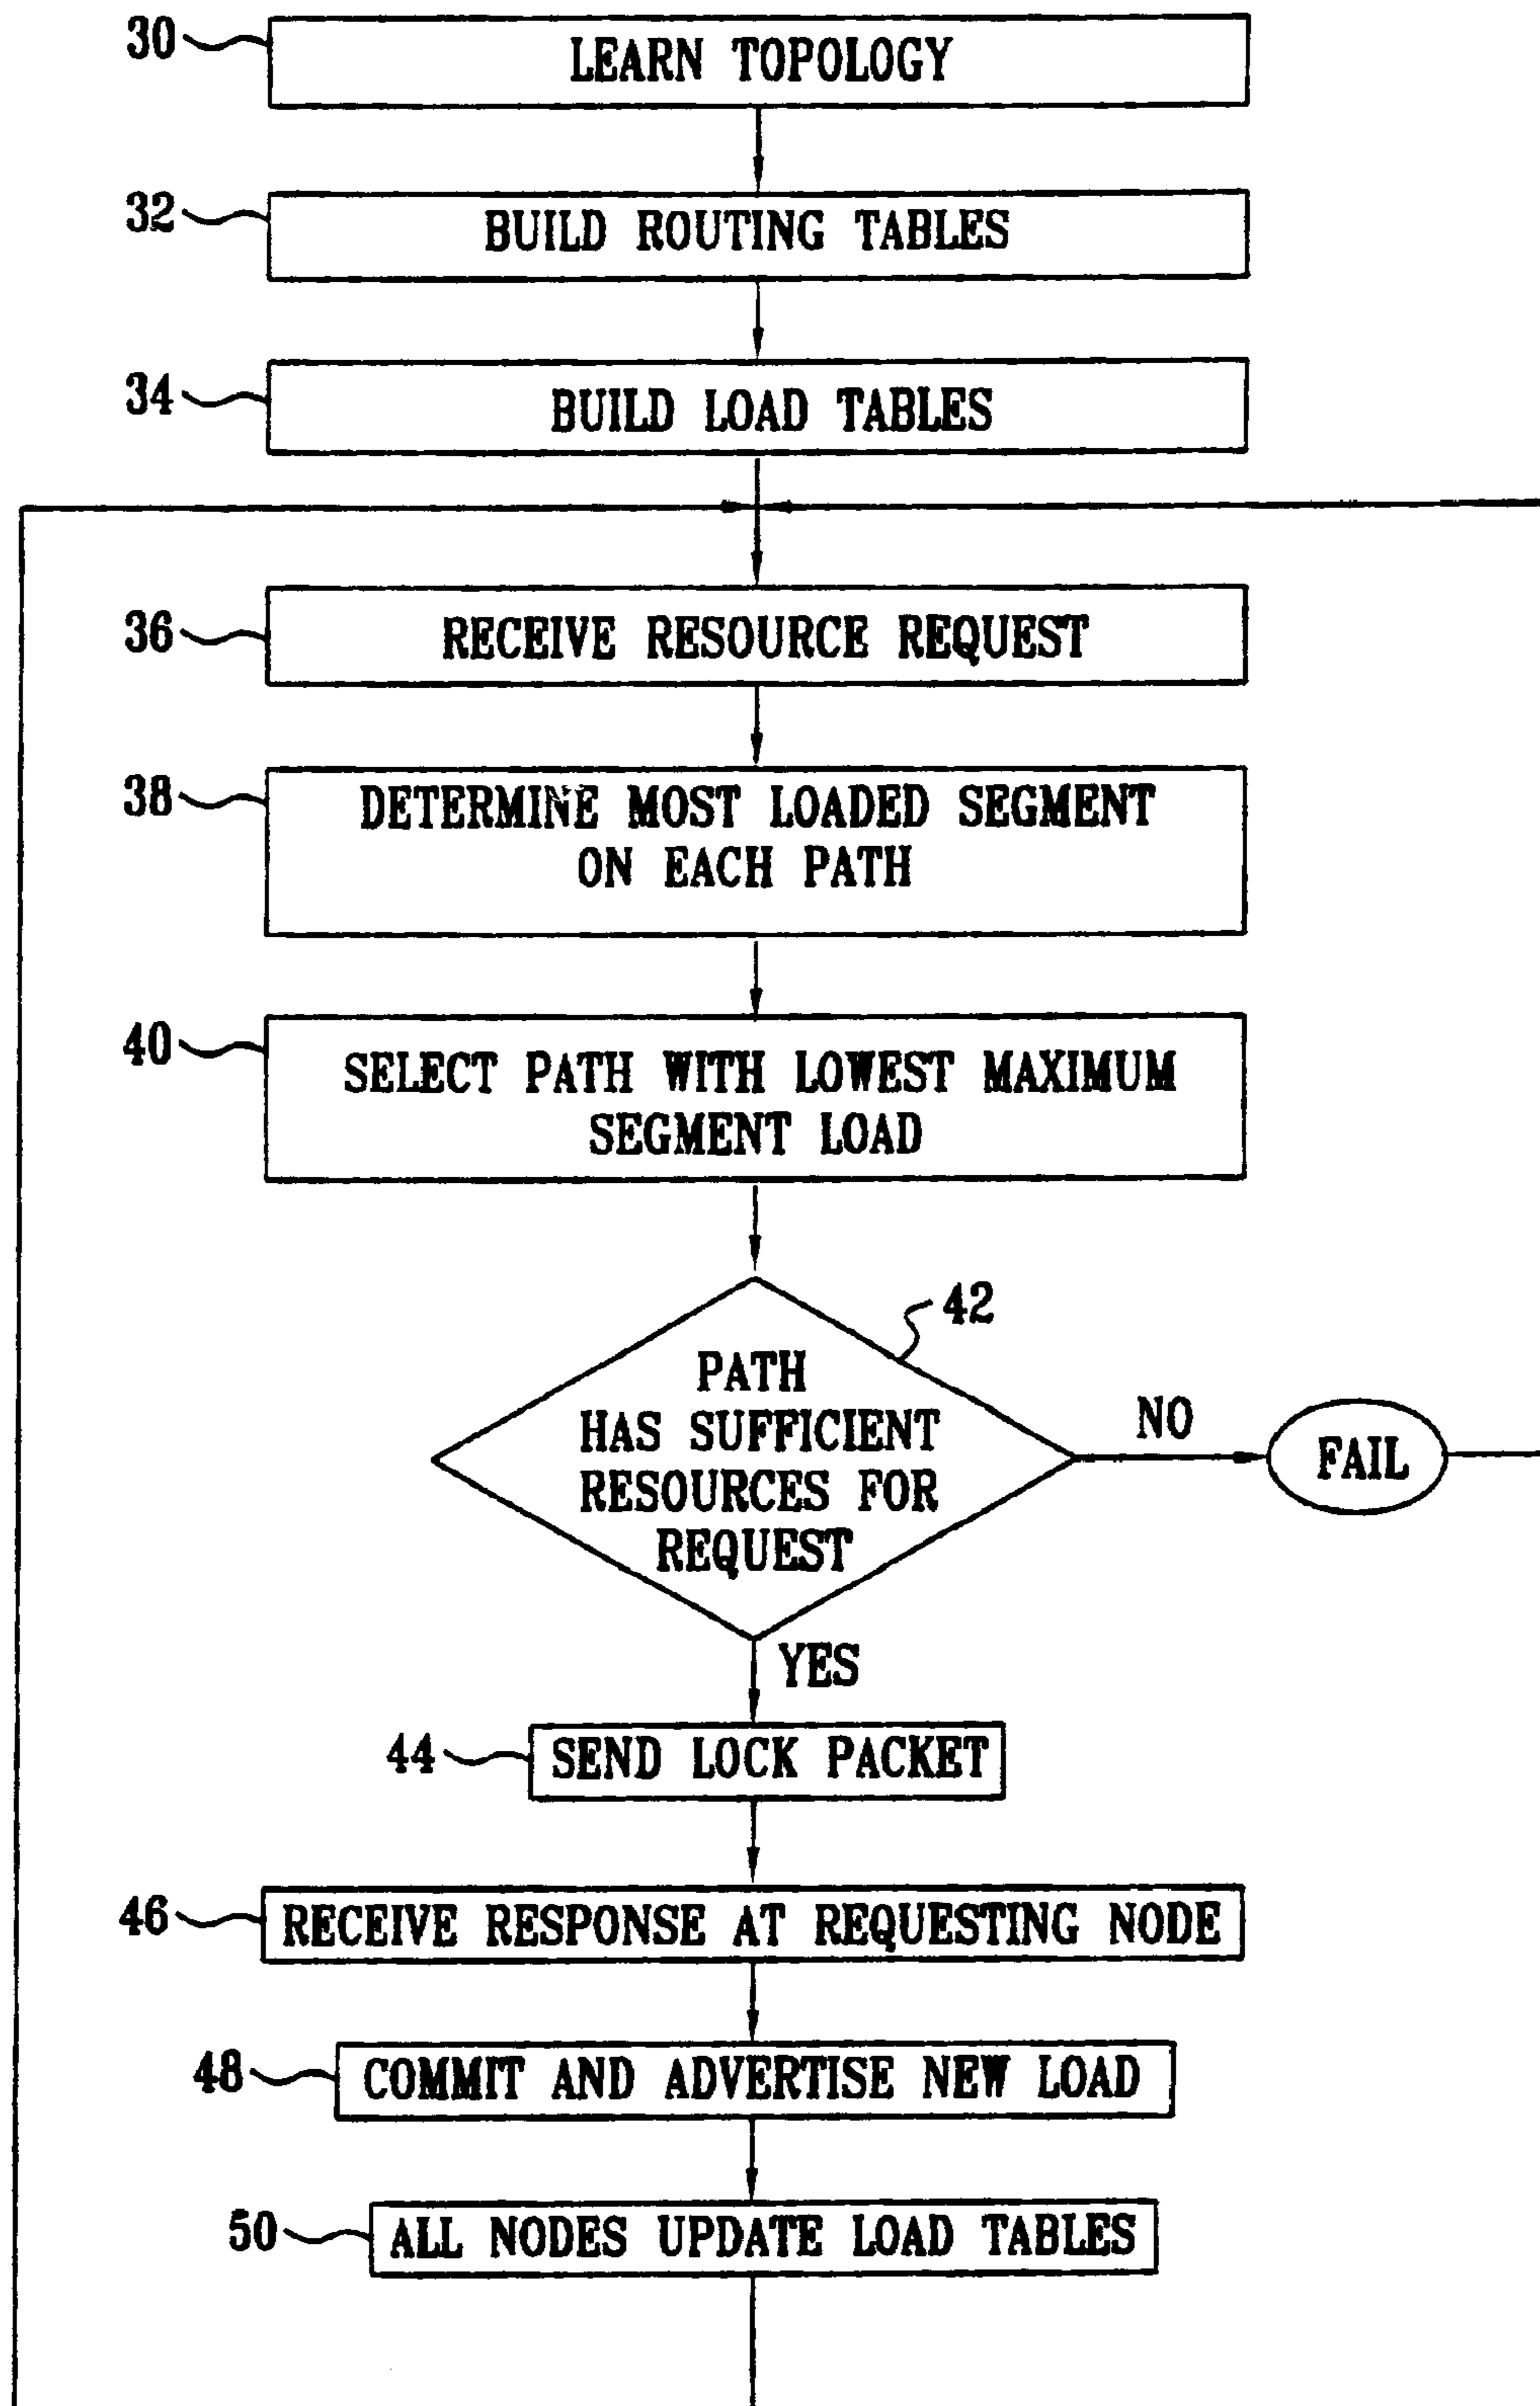 30
LEARN TOPOLOGY
32
BUILD ROUTING TABLES
34
BUILD LOAD TABLES
36
RECEIVE RESOURCE REQUEST
38
DETERMINE MOST LOADED SEGMENT
ON EACH PATH
40
SELECT PATH WITH LOWEST MAXIMUM
SEGMENT LOAD
42
PATH
HAS SUFFICIENT
RESOURCES FOR
REQUEST
NO
FAIL
YES
44
SEND LOCK PACKET
46
RECEIVE RESPONSE AT REQUESTING NODE
48
COMMIT AND ADVERTISE NEW LOAD
50
ALL NODES UPDATE LOAD TABLES